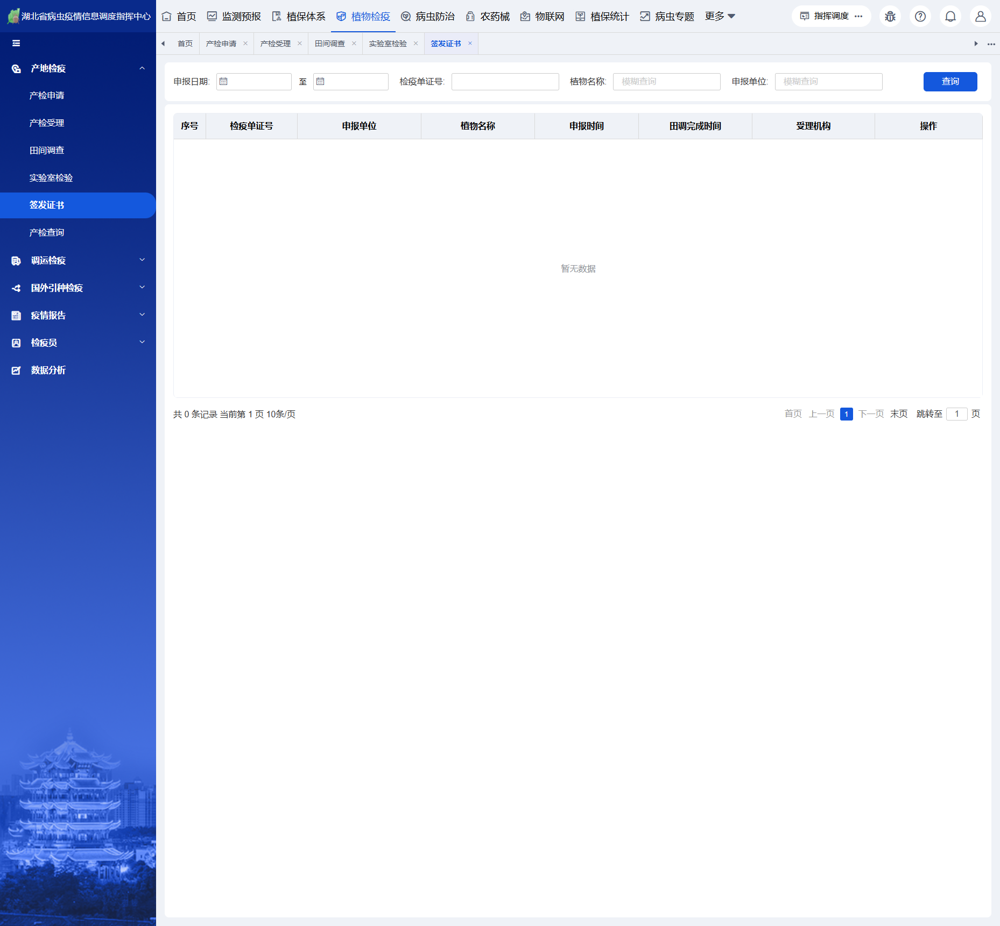 湖北省病虫疫情信息调度指挥中心
首页 监测预报 植保体系 植物检疫 病虫防治 农药械 物联网 植保统计 病虫专题 更多
指挥调度
首页 产检申请 产检受理 田间调查 实验室检验 签发证书
产地检疫
产检申请
产检受理
田间调查
实验室检验
签发证书
产检查询
调运检疫
国外引种检疫
疫情报告
检疫员
数据分析
申报日期: 至 检疫单证号: 植物名称: 模糊查询 申报单位: 模糊查询 查询
序号 检疫单证号 申报单位 植物名称 申报时间 田调完成时间 受理机构 操作
暂无数据
共 0 条记录 当前第 1 页 10条/页
首页 上一页 1 下一页 末页 跳转至 1 页